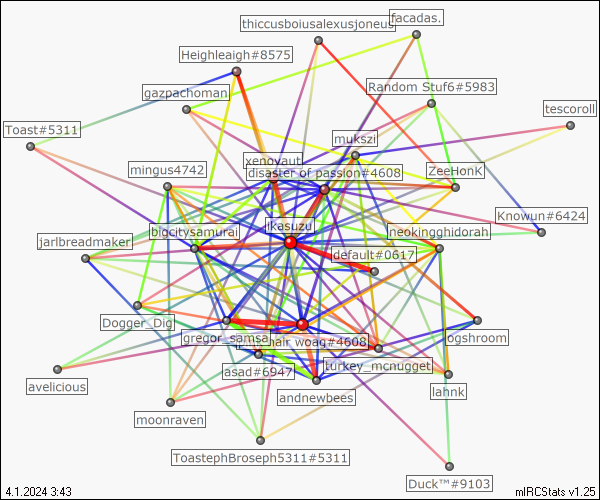 thiccusboiusalexusjoneus
facadas.
Heighleaigh#8575
gazpachoman
Random Stuf6#5983
tescoroll
Toast#5311
mukszi
xenovaut
mingus4742
disaster of passion#4608
ZeeHonk
Knowun#6424
ikasuzu
bigcitysamurai
neokingghidorah
jarlbreadmaker
default#0617
Dogger_Dig
gregor_samsa
hair woag#4608
ogshroom
turkey_mcnugget
asad#6947
avelicious
andnewbees
lahnk
moonraven
ToastephBroseph5311#5311
Duck™#9103
4.1.2024 3:43
mIRCStats v1.25